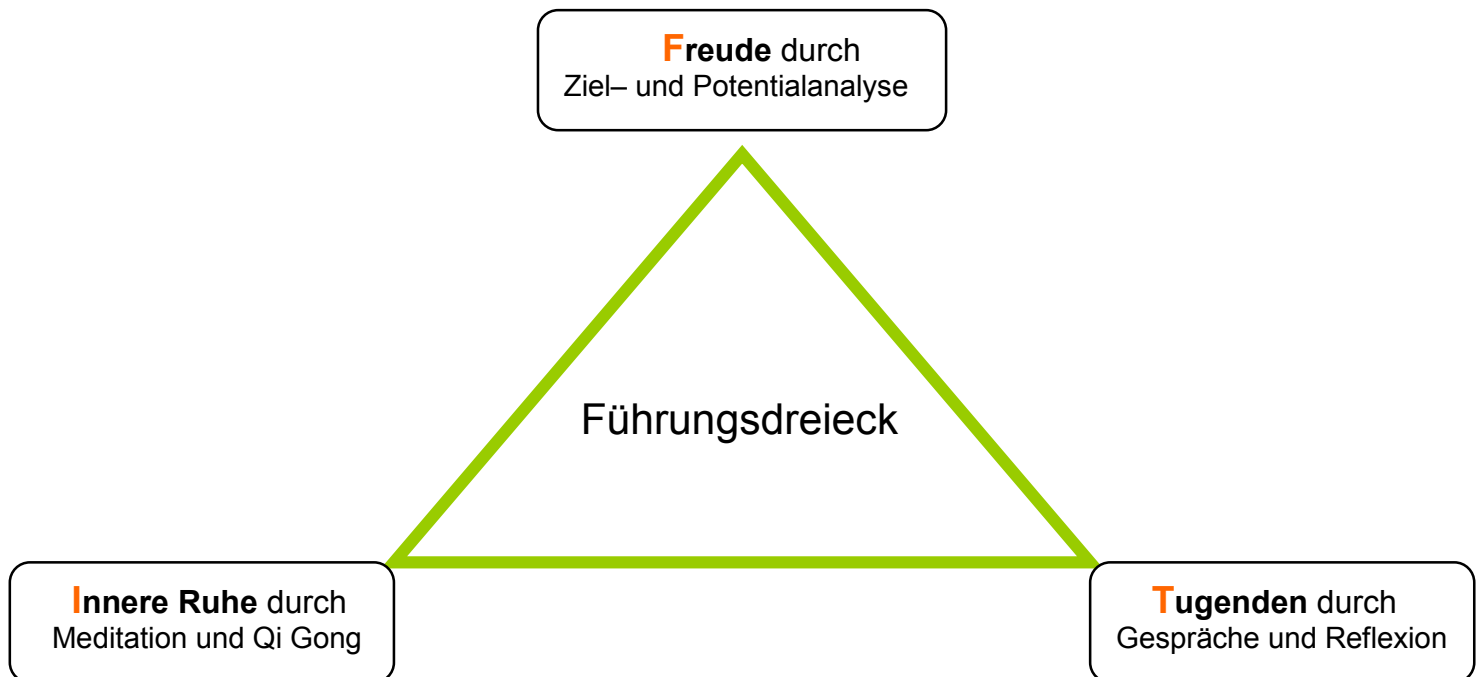 Freude durch
Ziel– und Potentialanalyse
Führungsdreieck
Innere Ruhe durch
Meditation und Qi Gong
Tugenden durch
Gespräche und Reflexion